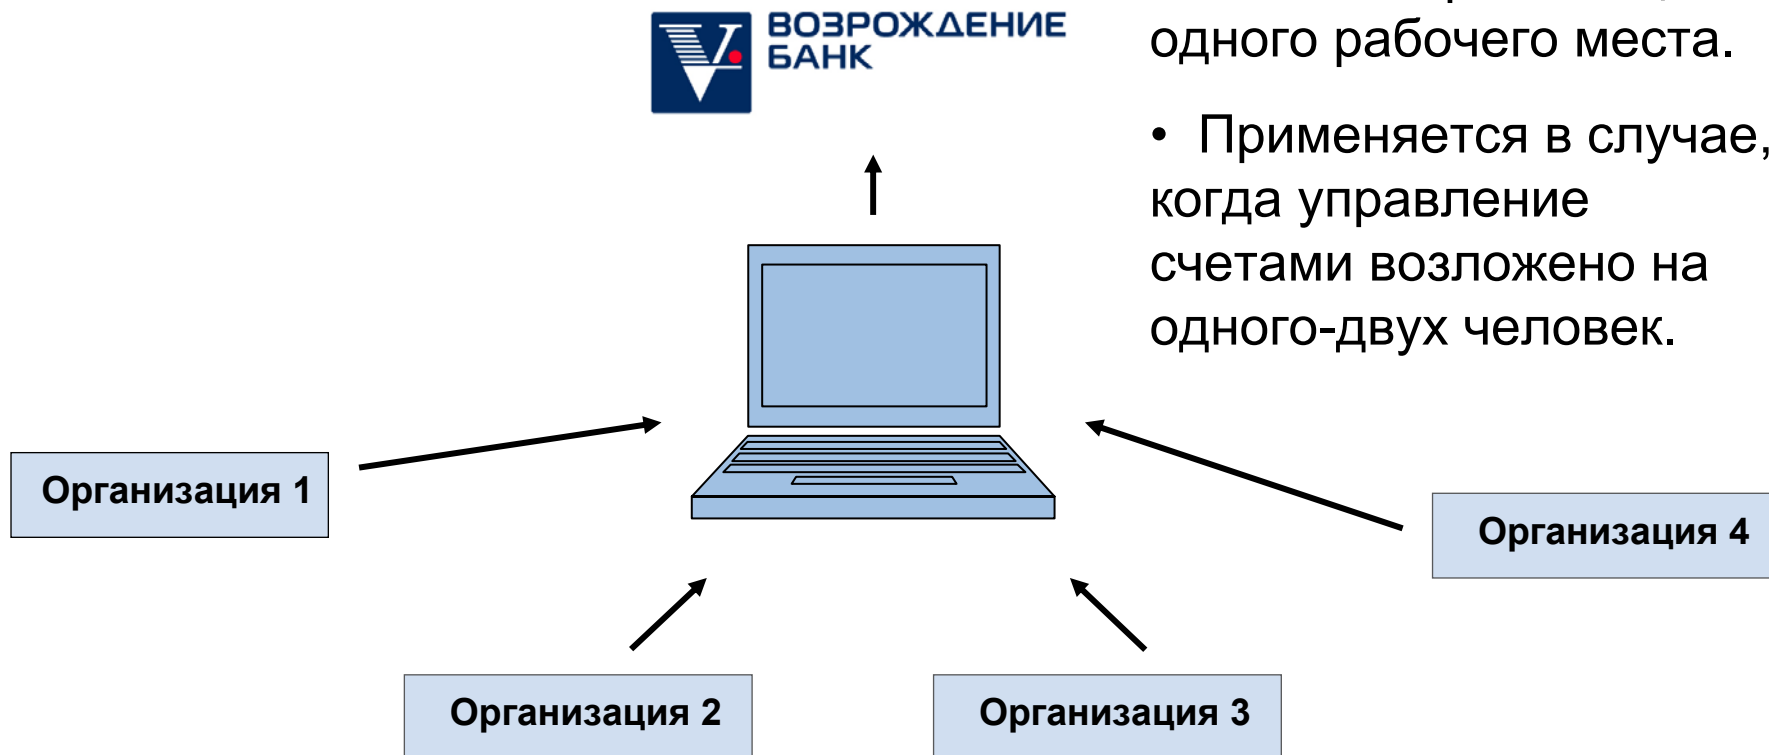 ВОЗРОЖДЕНИЕ
БАНК
одного рабочего места.
• Применяется в случае,
когда управление
счетами возложено на
одного-двух человек.
Организация 1
Организация 4
Организация 2
Организация 3